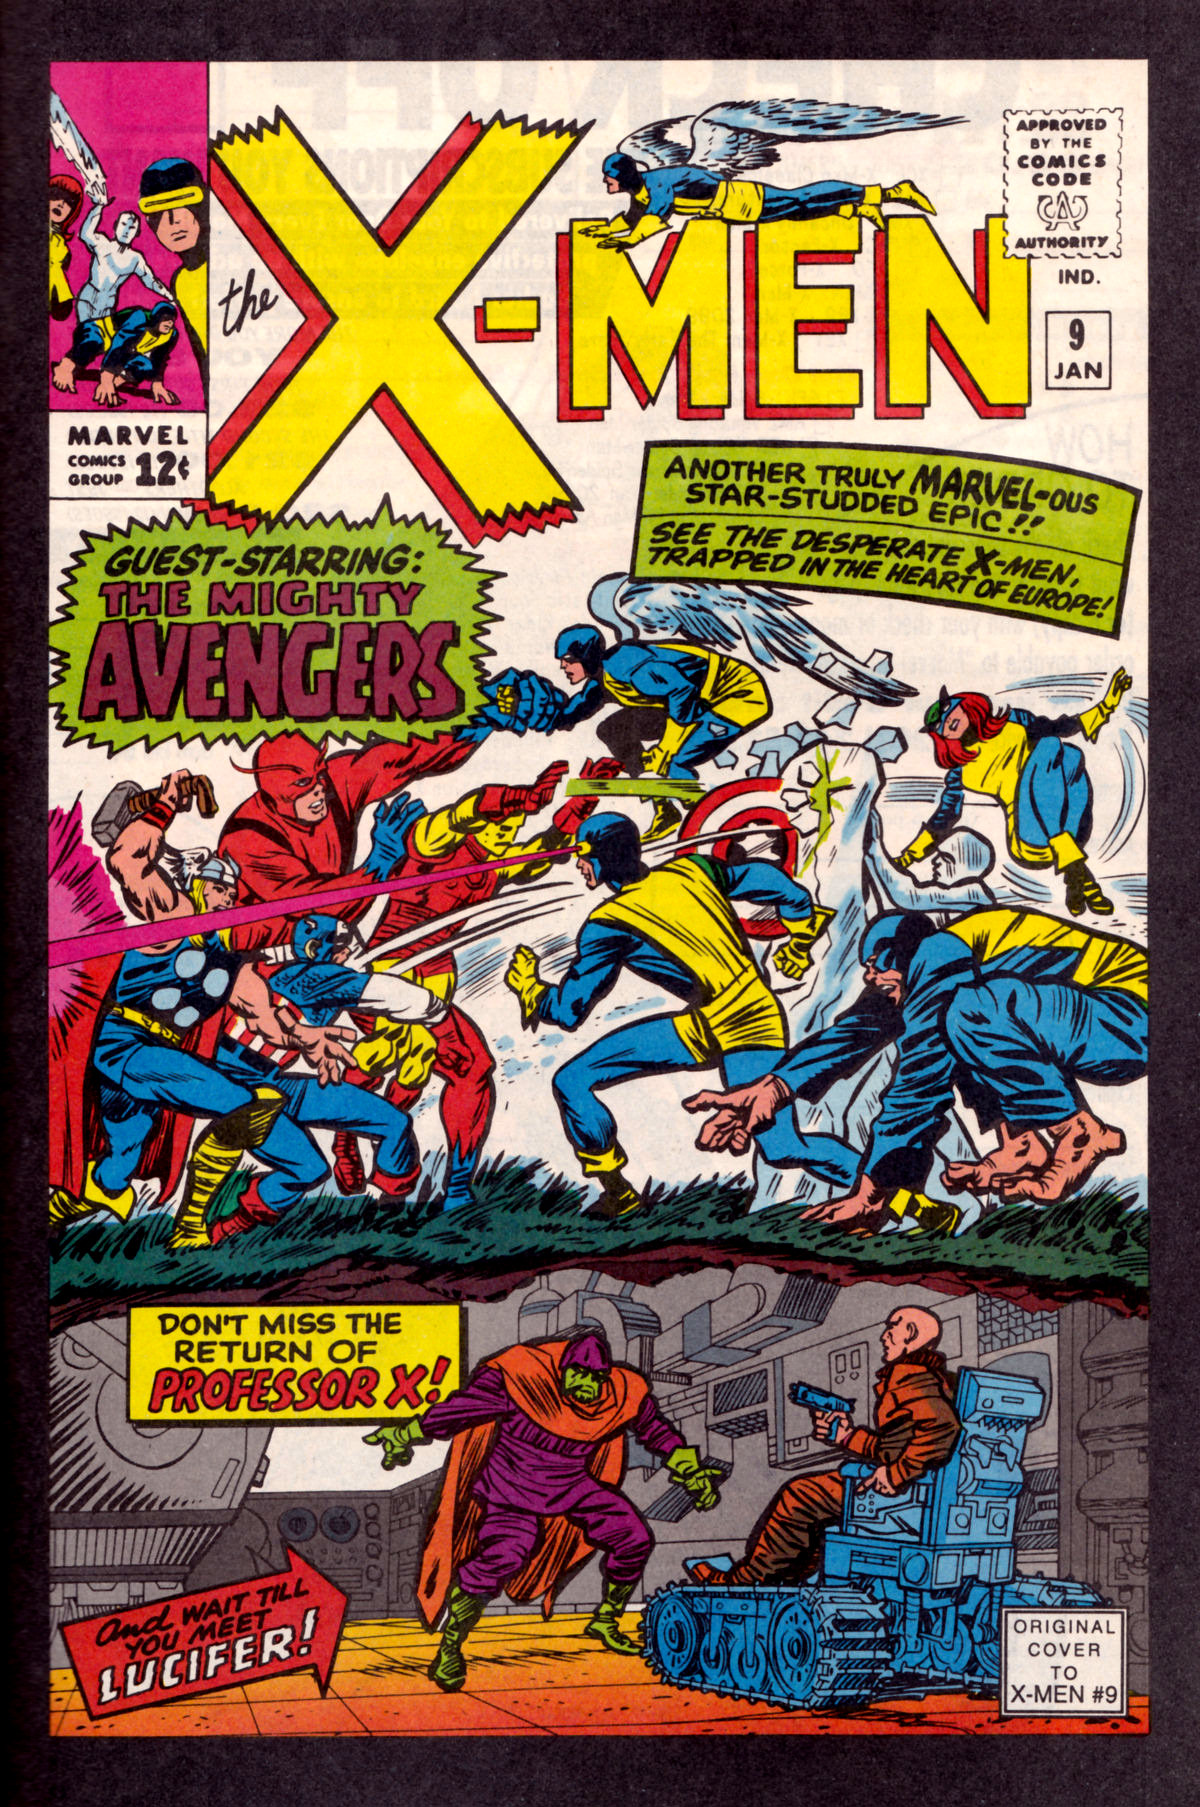 the X-MEN
APPROVED
BY THE
COMICS
CODE
CA
AUTHORITY
IND.
9
JAN
MARVEL
COMICS
GROUP 12¢
ANOTHER TRULY MARVEL-OUS
STAR-STUDDED EPIC!!
SEE THE DESPERATE X-MEN,
TRAPPED IN THE HEART OF EUROPE!
GUEST-STARRING:
THE MIGHTY
AVENGERS
DON'T MISS THE
RETURN OF
PROFESSOR X!
And WAIT TILL
YOU MEET
LUCIFER!
ORIGINAL
COVER
TO
X-MEN #9